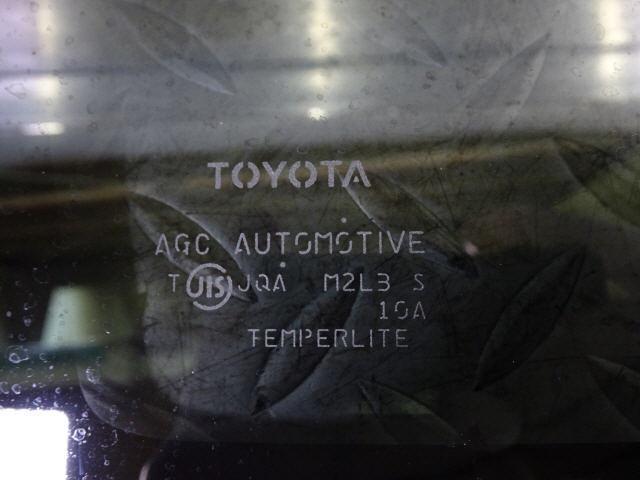 TOYOTA
AGC AUTOMOTIVE
T JIS JQA M2L3 S
10A
TEMPERLITE